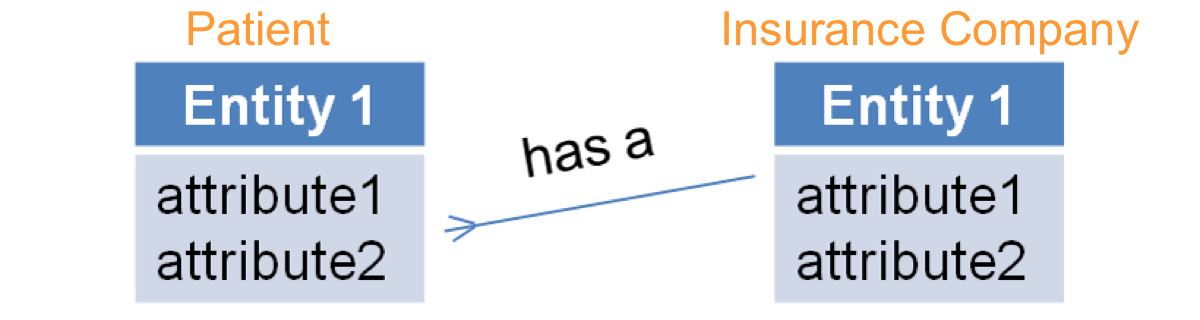 Patient
Insurance Company
Entity 1
Entity 1
has a
attribute1
attribute2
attribute1
attribute2